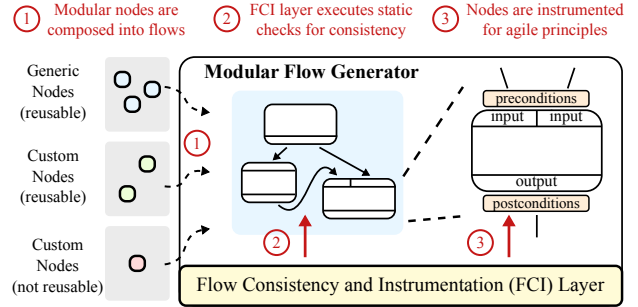 1 Modular nodes are
composed into flows
2 FCI layer executes static
checks for consistency
3 Nodes are instrumented
for agile principles
Generic
Nodes
(reusable)
Custom
Nodes
(reusable)
Custom
Nodes
(not reusable)
Modular Flow Generator
1
2
3
preconditions
input input
output
postconditions
Flow Consistency and Instrumentation (FCI) Layer